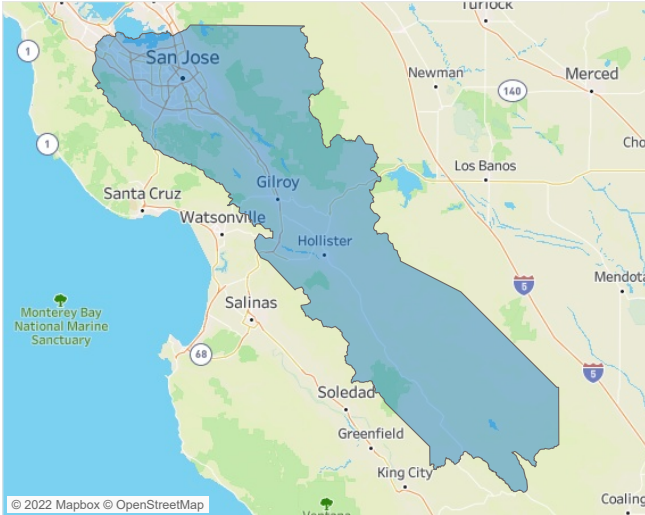 Turlock
1
San Jose
Newman
Merced
140
1
Cho
Los Banos
Gilroy
Santa Cruz
Watsonville
Hollister
5
Mendota
Monterey Bay
National Marine
Sanctuary
Salinas
68
5
Soledad
Greenfield
King City
Coaling
© 2022 Mapbox © OpenStreetMap